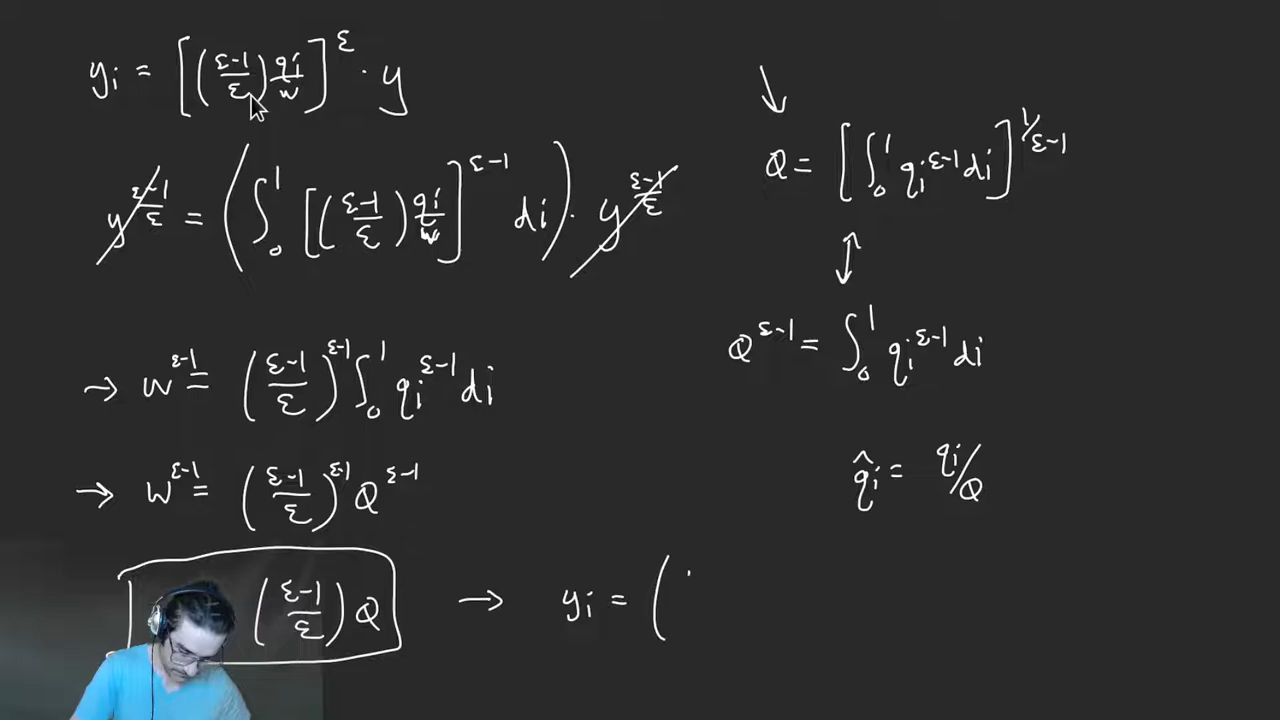 yᵢ = [((ε-1)/ε) qᵢ/w]^ε · y
y^((ε-1)/ε) = (∫₀¹ [((ε-1)/ε) qᵢ/w]^(ε-1) di) · y^((ε-1)/ε)
→ w^(ε-1) = ((ε-1)/ε)^(ε-1) ∫₀¹ qᵢ^(ε-1) di
→ w^(ε-1) = ((ε-1)/ε)^(ε-1) Q^(ε-1)
((ε-1)/ε) Q → yᵢ = (
↓
Q = [∫₀¹ qᵢ^(ε-1) di]^(1/(ε-1))
↕
Q^(ε-1) = ∫₀¹ qᵢ^(ε-1) di
q̂ᵢ = qᵢ/Q